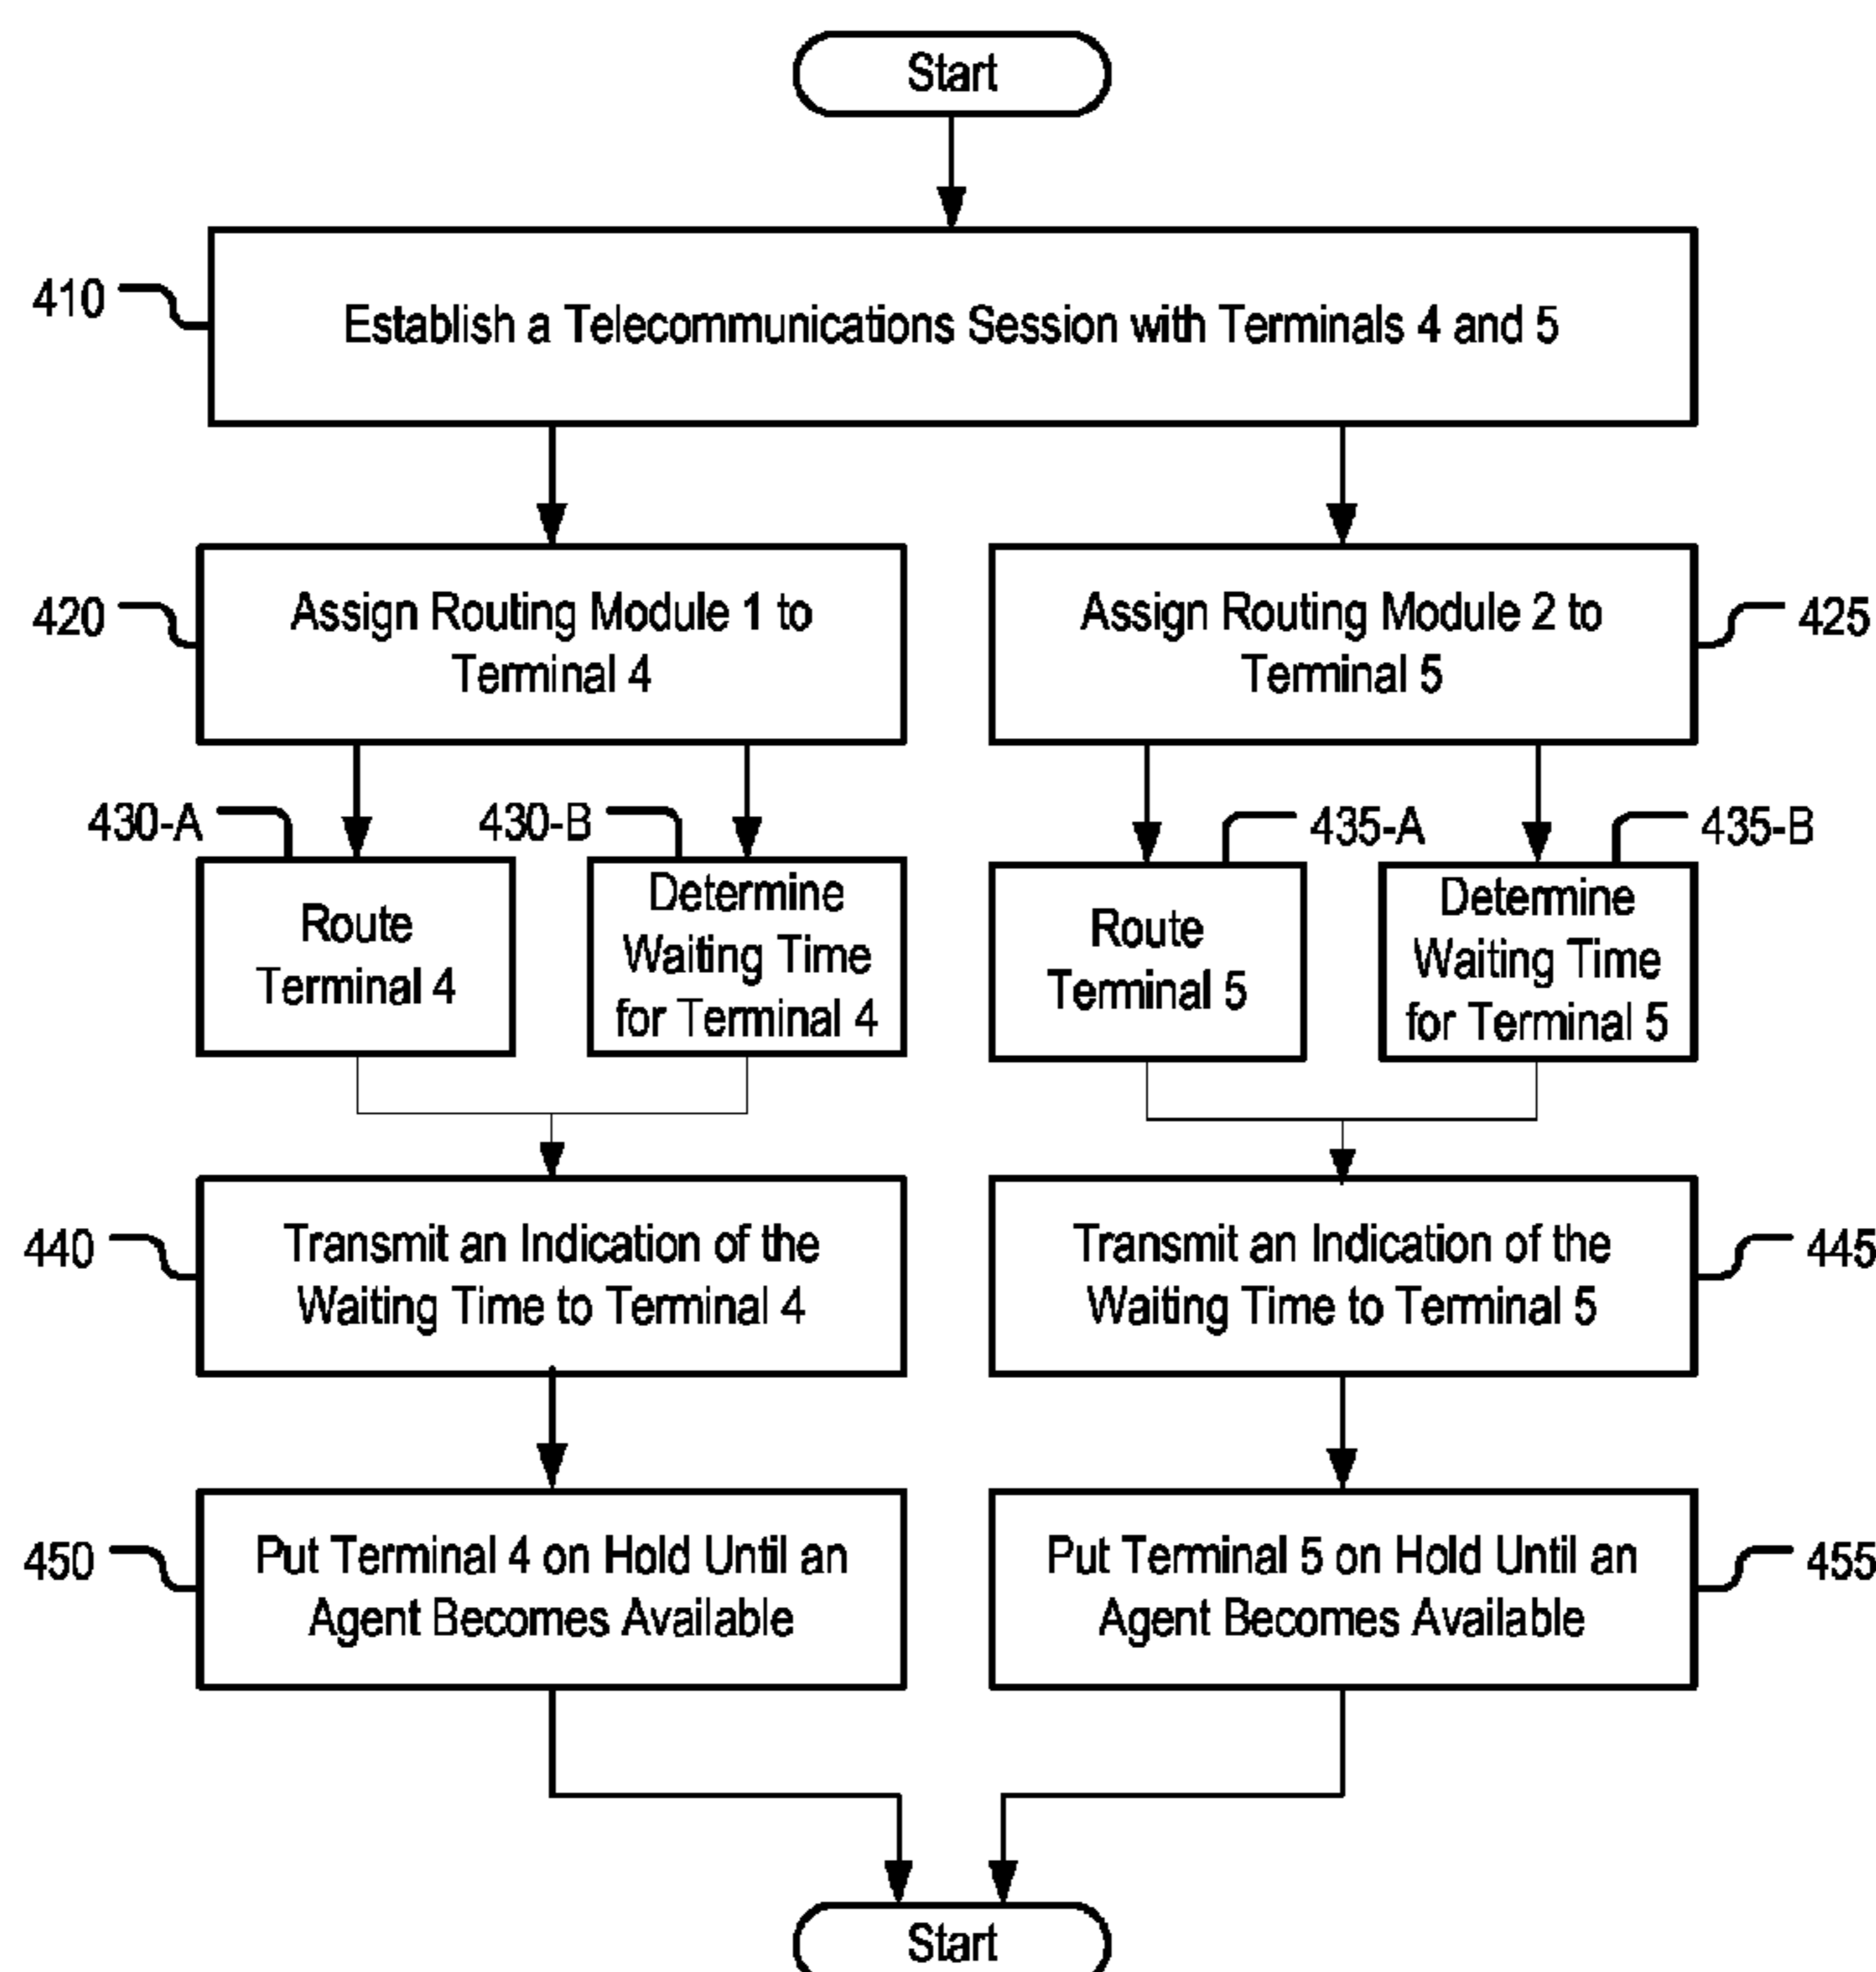 Start
410
Establish a Telecommunications Session with Terminals 4 and 5
420
Assign Routing Module 1 to
Terminal 4
Assign Routing Module 2 to
Terminal 5
425
430-A
430-B
435-A
435-B
Route
Terminal 4
Determine
Waiting Time
for Terminal 4
Route
Terminal 5
Determine
Waiting Time
for Terminal 5
440
Transmit an Indication of the
Waiting Time to Terminal 4
Transmit an Indication of the
Waiting Time to Terminal 5
445
450
Put Terminal 4 on Hold Until an
Agent Becomes Available
Put Terminal 5 on Hold Until an
Agent Becomes Available
455
Start